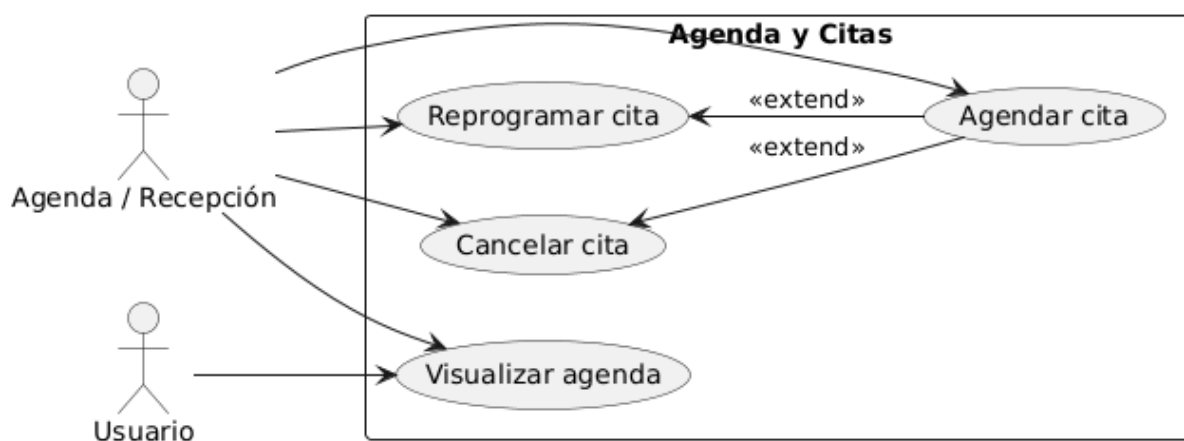 Agenda y Citas
Reprogramar cita
«extend»
Agendar cita
«extend»
Agenda / Recepción
Cancelar cita
Visualizar agenda
Usuario